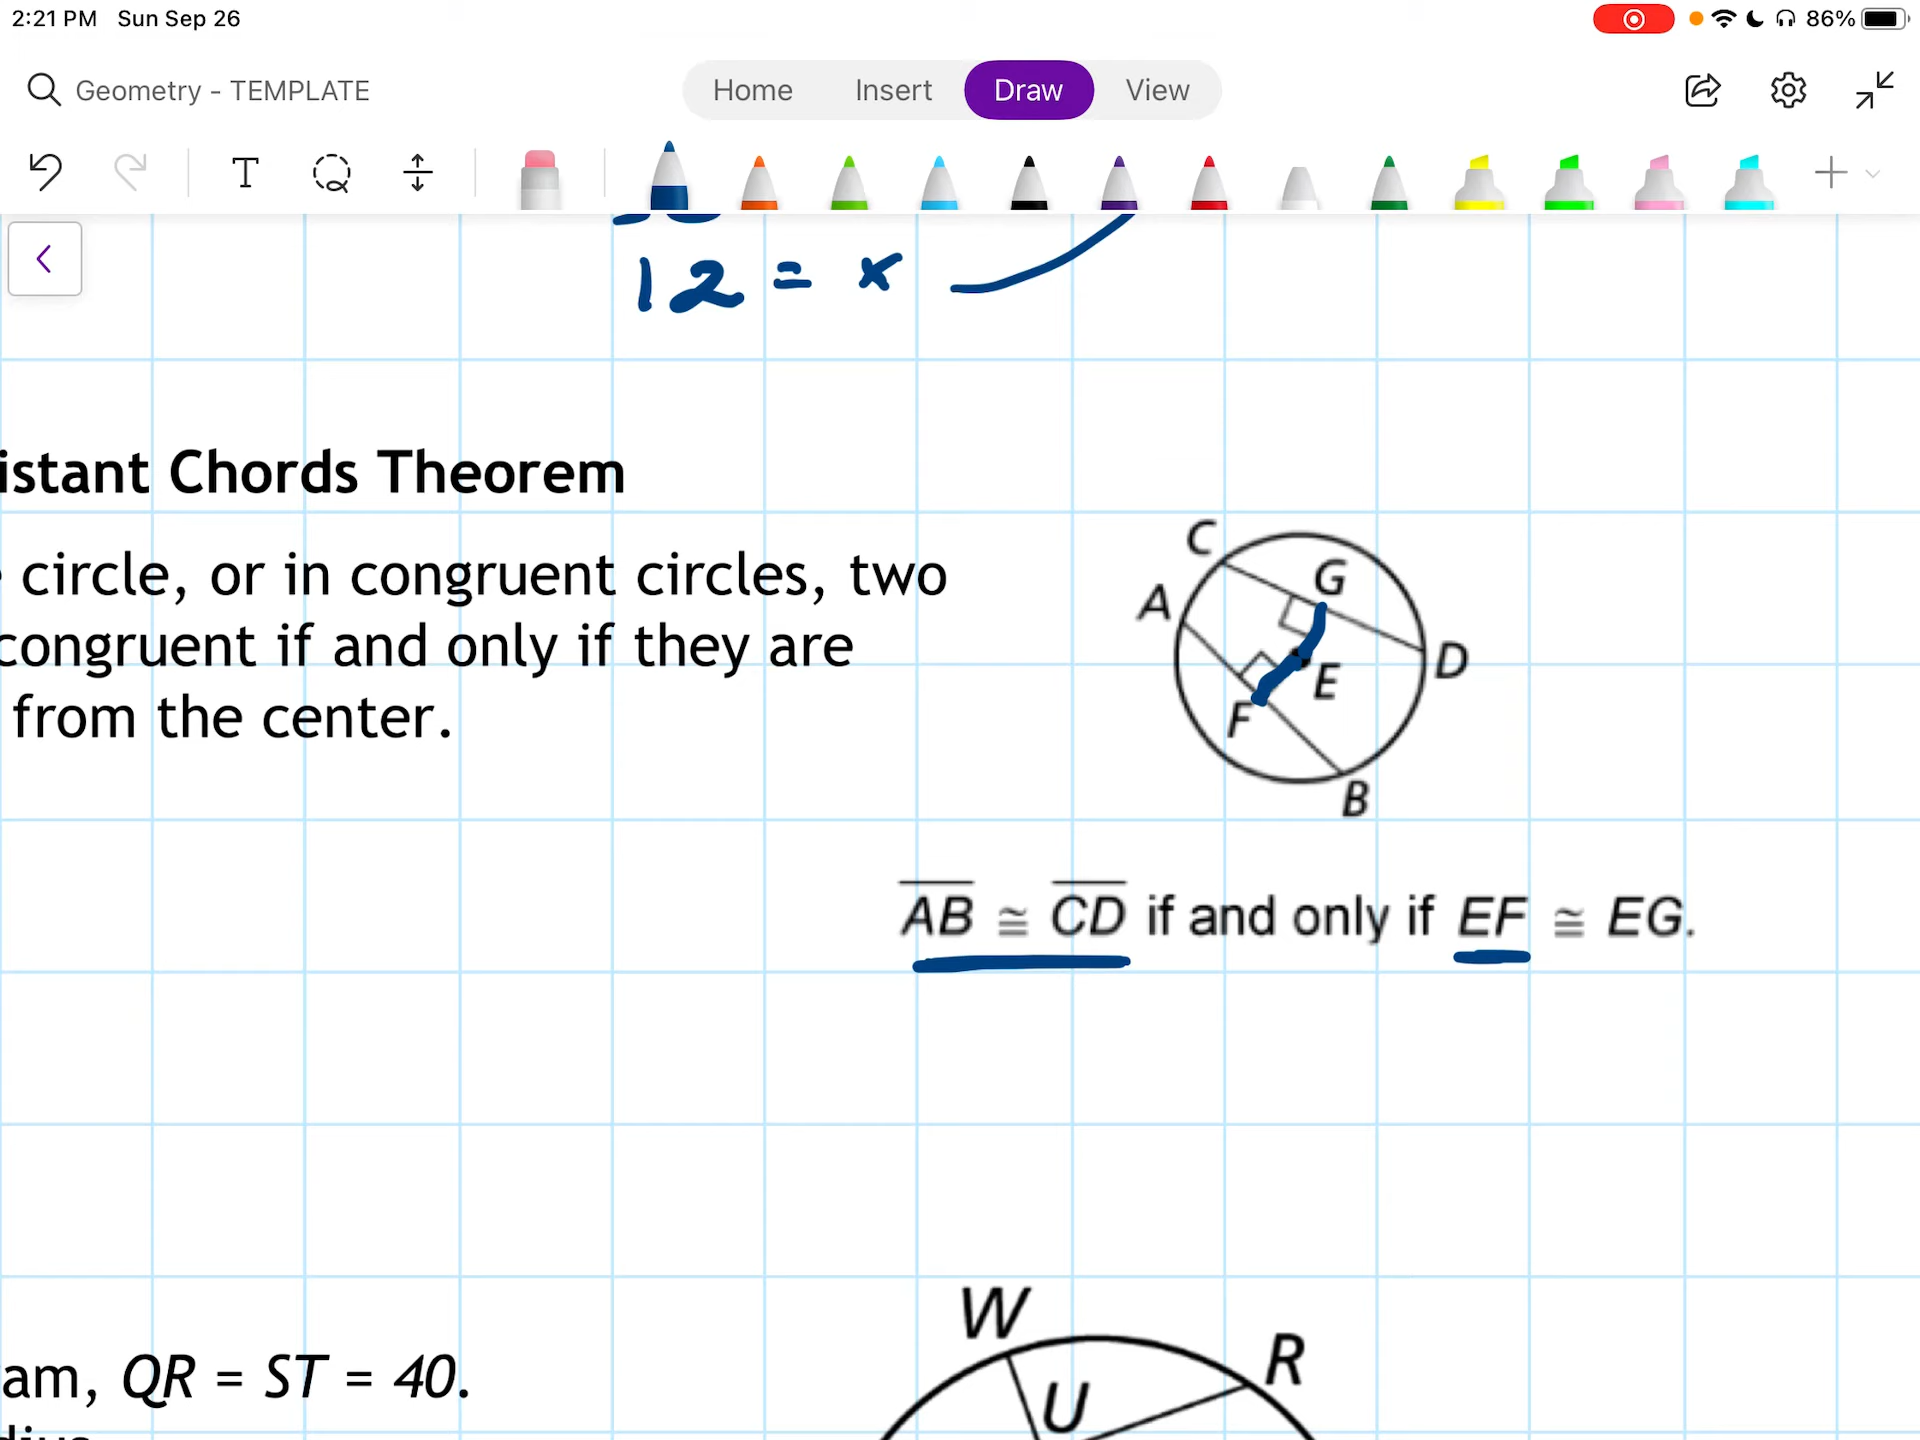 2:21 PM Sun Sep 26
86%
Geometry - TEMPLATE
Home Insert Draw View
T
12 = x
istant Chords Theorem
circle, or in congruent circles, two
congruent if and only if they are
from the center.
C
G
A
D
E
F
B
AB ≅ CD if and only if EF ≅ EG.
W
R
am, QR = ST = 40.
U